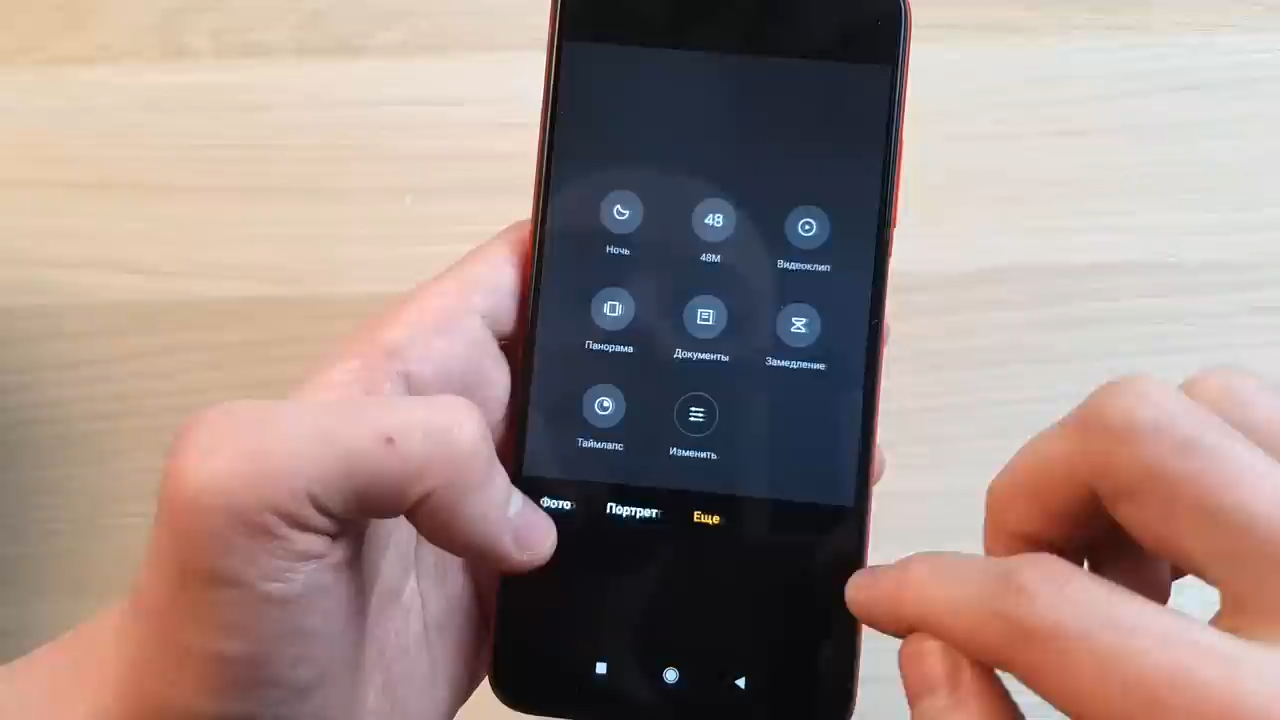 48
Ночь
48M
Видеоклип
Панорама
Документы
Замедление
Таймлапс
Изменить
Фото
Портрет
Еще